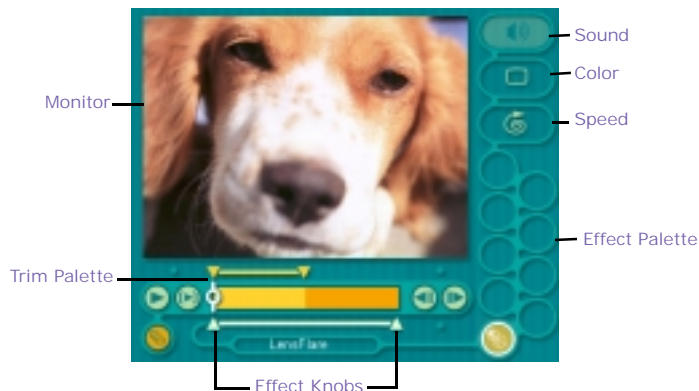 Sound
Color
Monitor
Speed
Effect Palette
Trim Palette
LensFlare
Effect Knobs